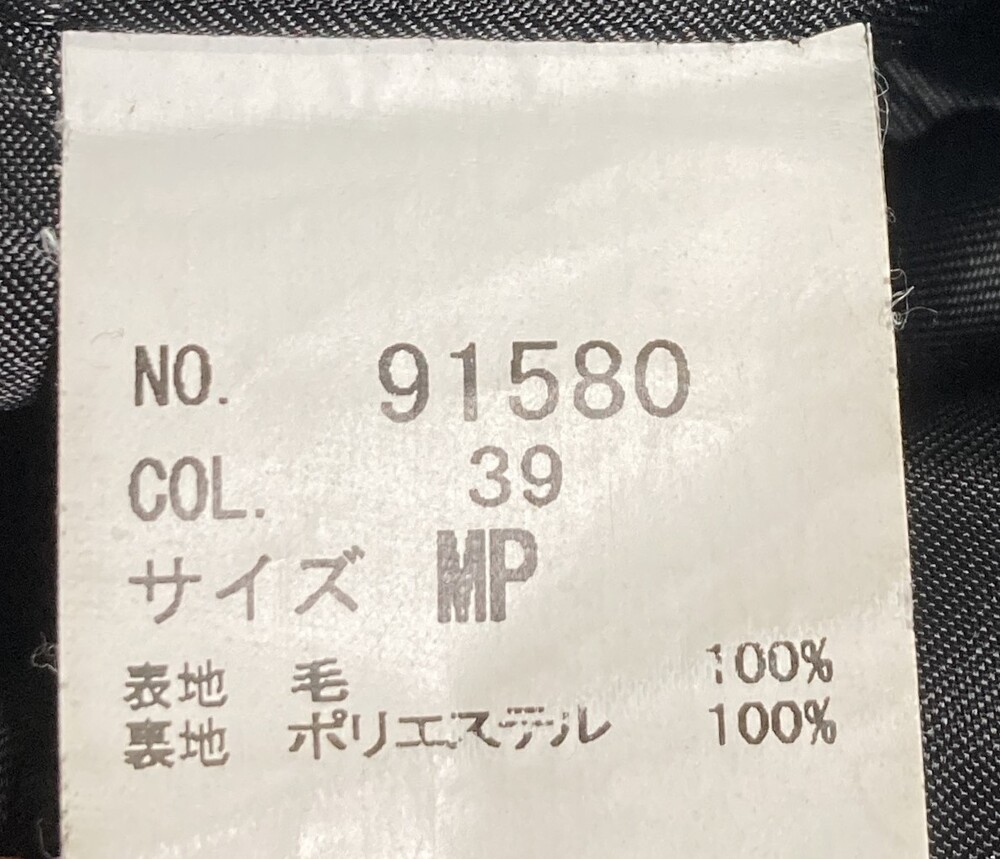 NO. 91580
COL. 39
サイズ MP
表地 毛 100%
裏地 ポリエステル 100%